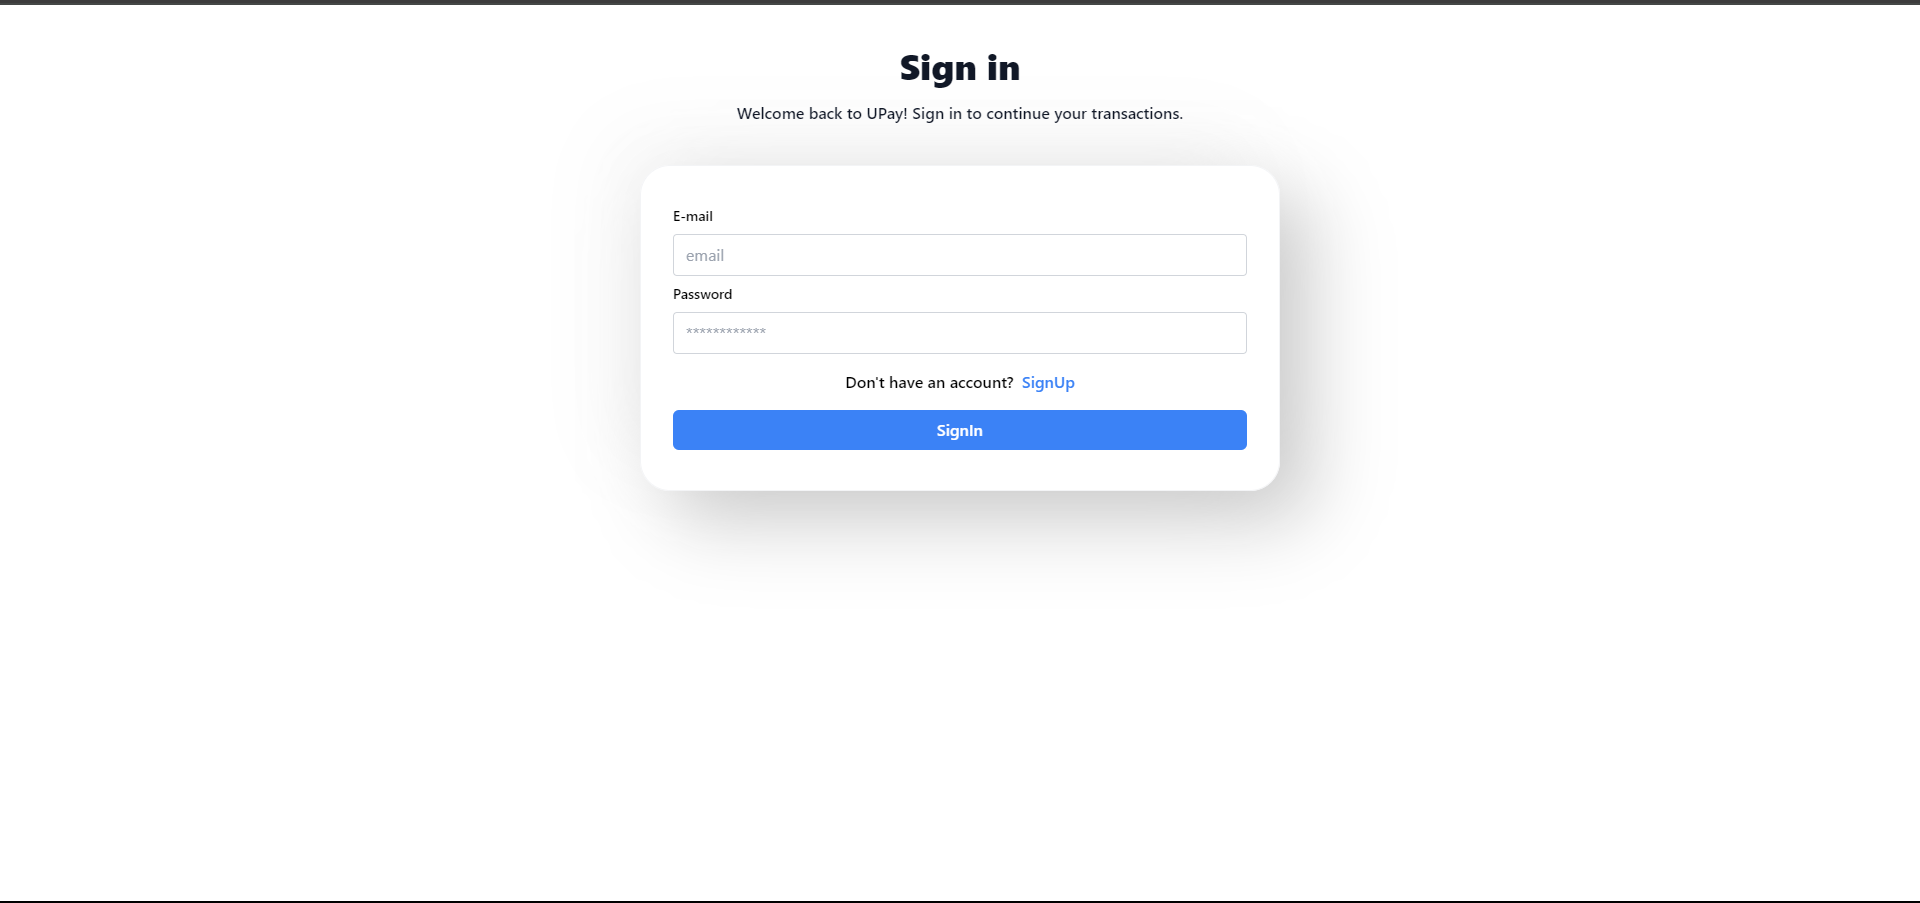 Sign in
Welcome back to UPay! Sign in to continue your transactions.
E-mail
email
Password
************
Don't have an account? SignUp
SignIn